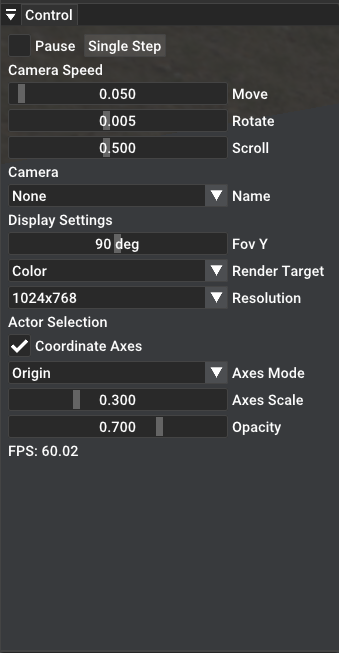 Control
Pause Single Step
Camera Speed
0.050 Move
0.005 Rotate
0.500 Scroll
Camera
None Name
Display Settings
90 deg Fov Y
Color Render Target
1024x768 Resolution
Actor Selection
Coordinate Axes
Origin Axes Mode
0.300 Axes Scale
0.700 Opacity
FPS: 60.02